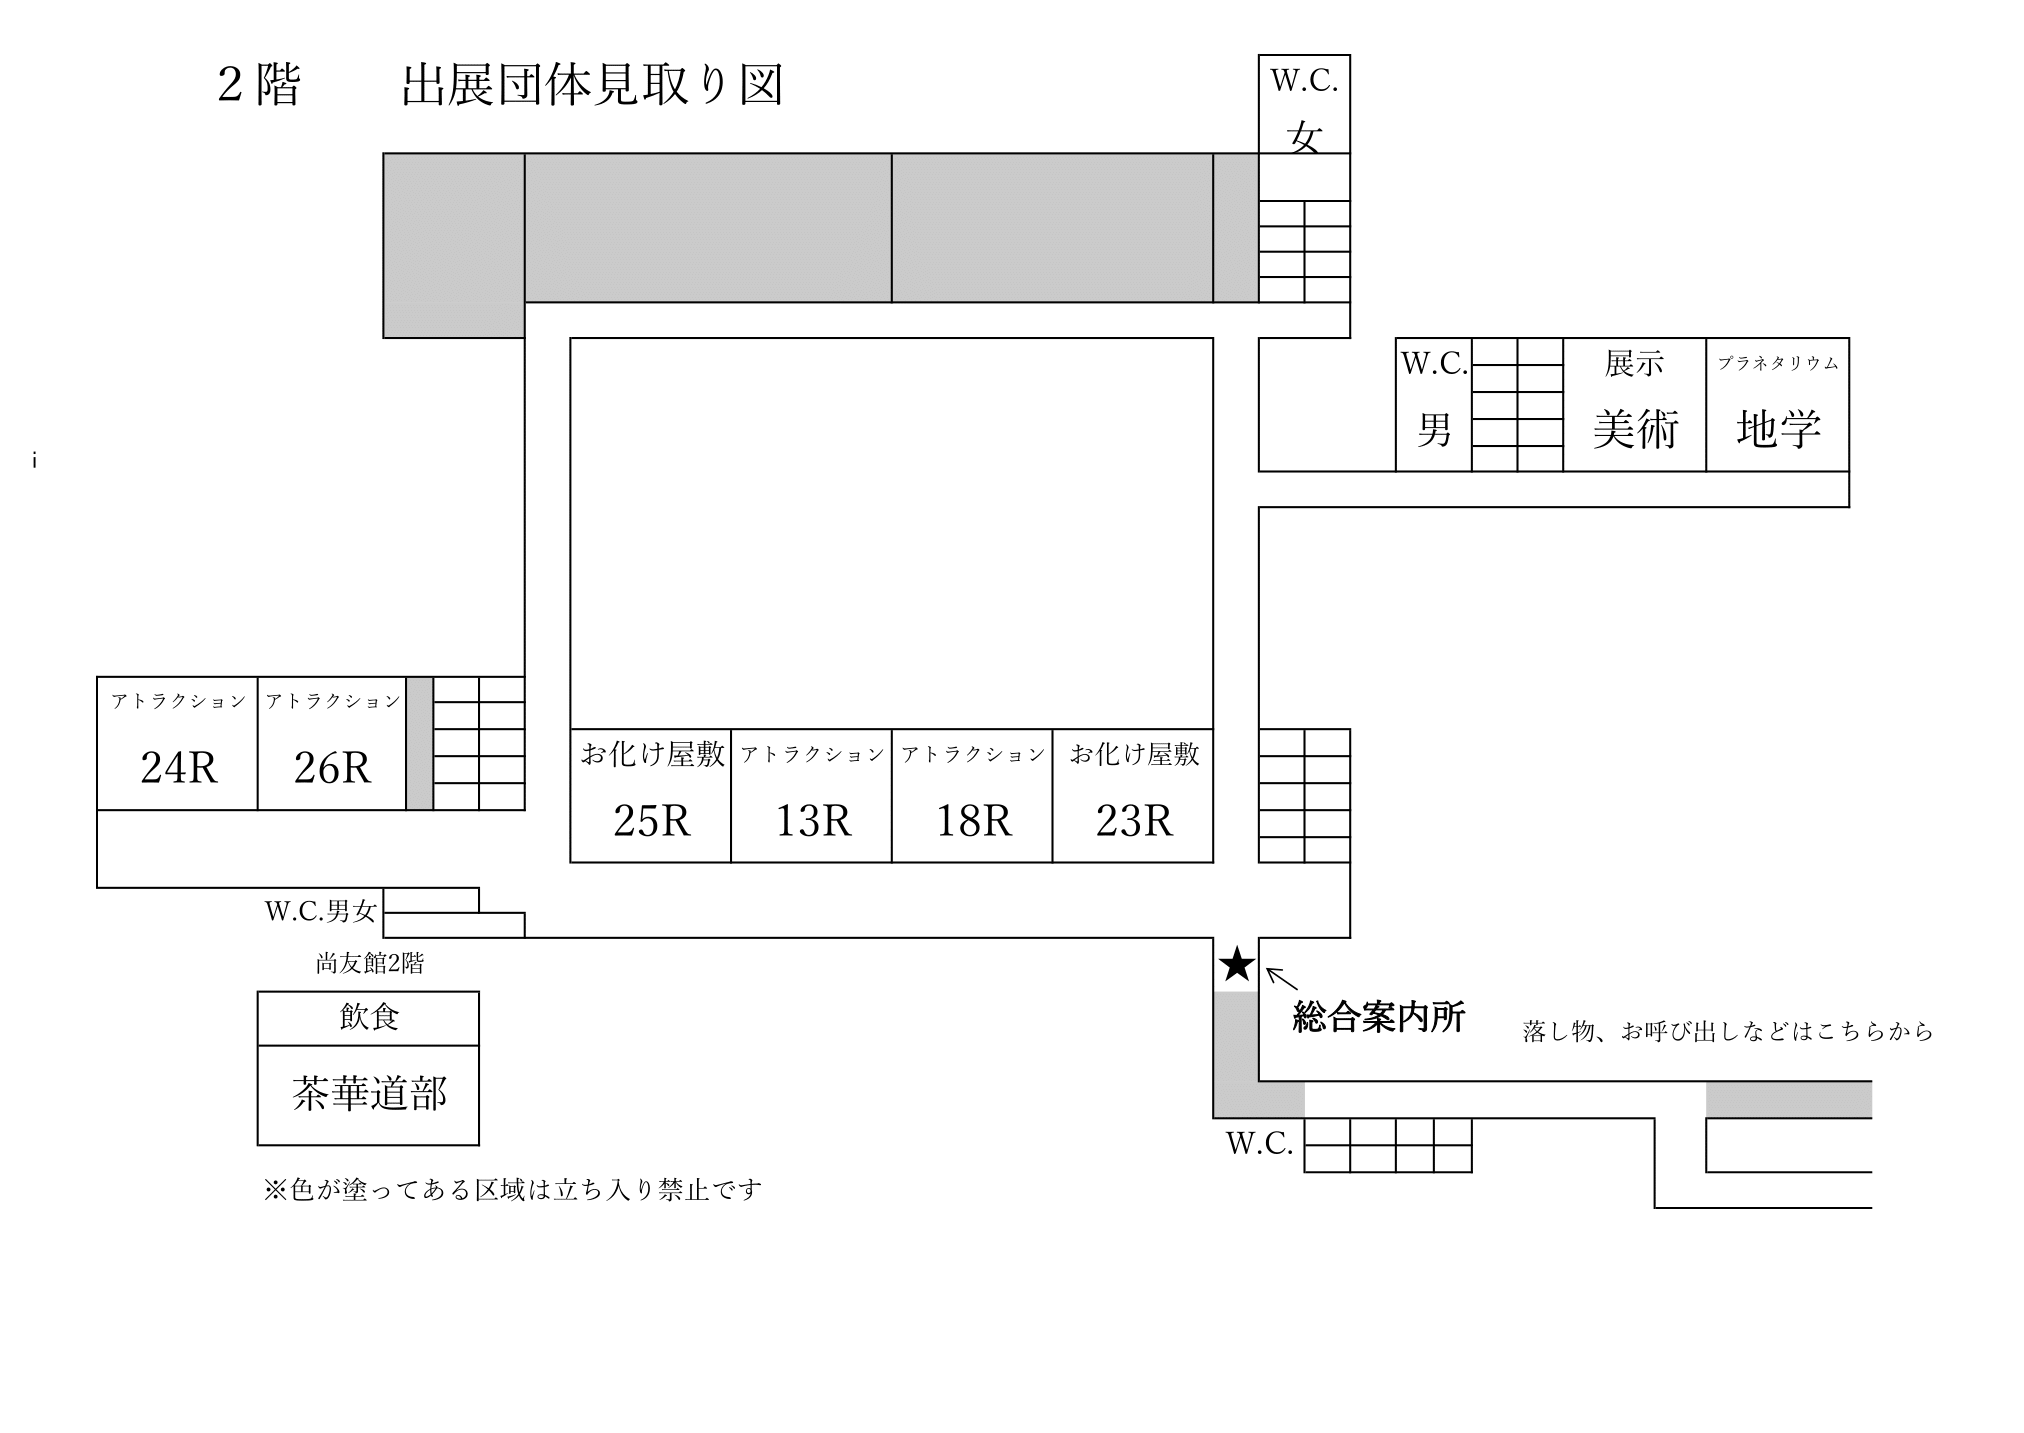 ２階　　出展団体見取り図
W.C.
女
W.C.
男
展示
美術
プラネタリウム
地学
i
アトラクション
24R
アトラクション
26R
お化け屋敷
25R
アトラクション
13R
アトラクション
18R
お化け屋敷
23R
W.C.男女
★
尚友館2階
飲食
茶華道部
総合案内所
落し物、お呼び出しなどはこちらから
W.C.
※色が塗ってある区域は立ち入り禁止です